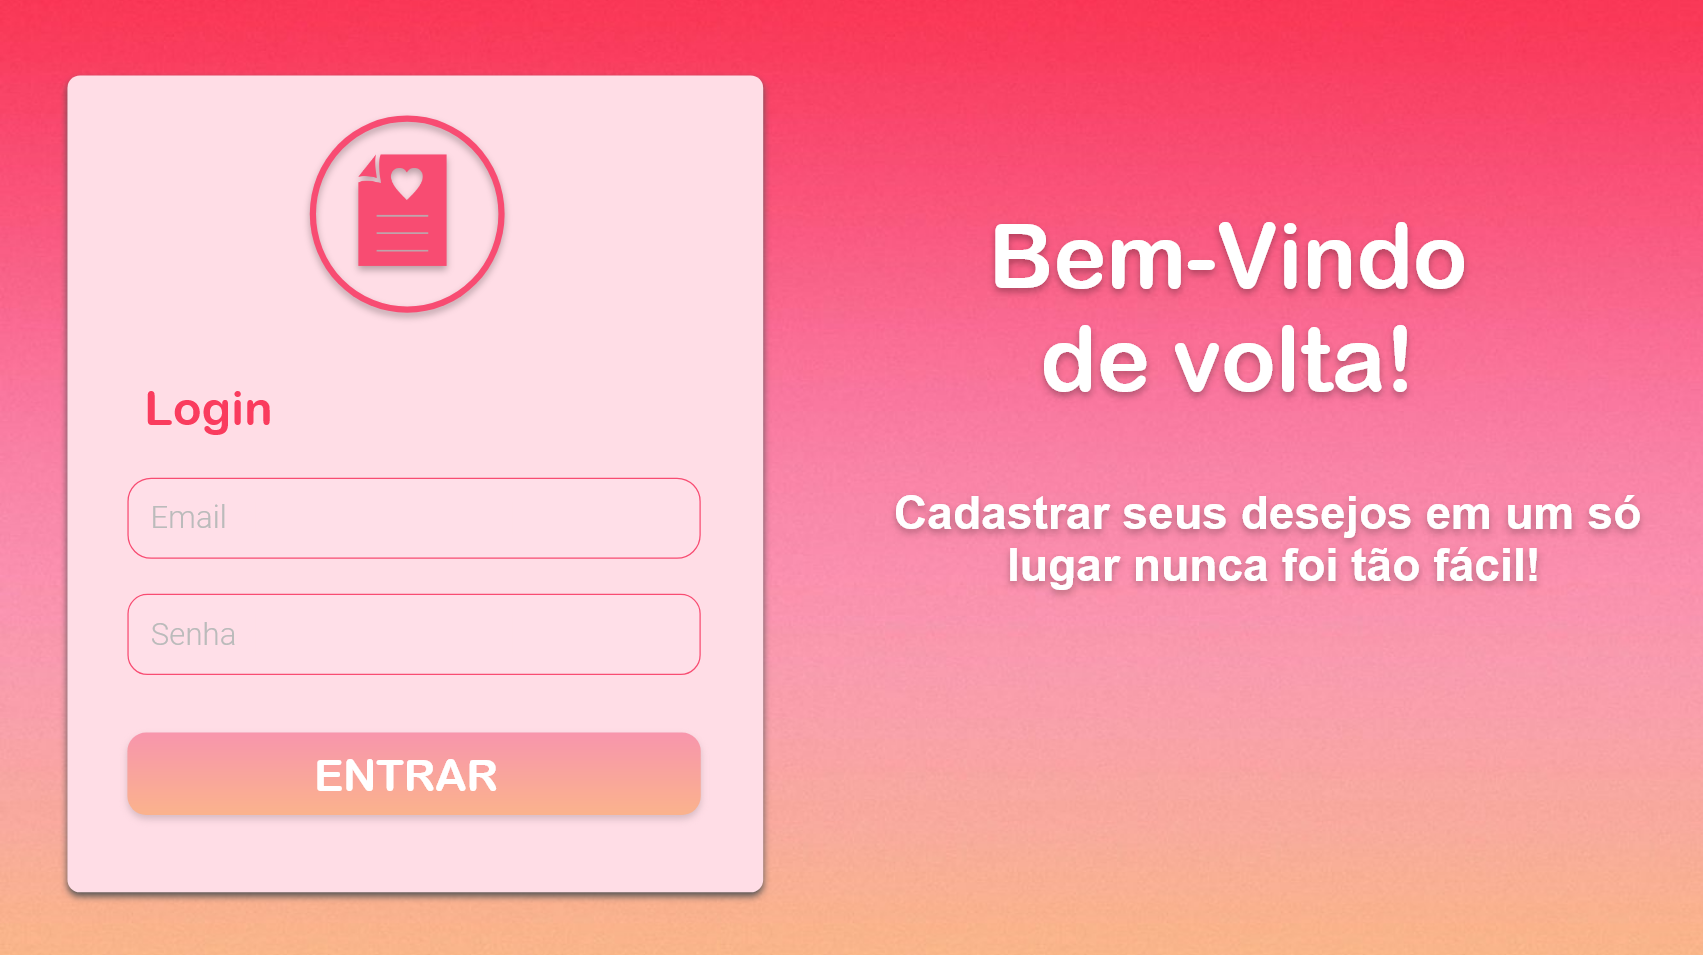 Login
Email
Senha
ENTRAR
Bem-Vindo
de volta!
Cadastrar seus desejos em um só
lugar nunca foi tão fácil!